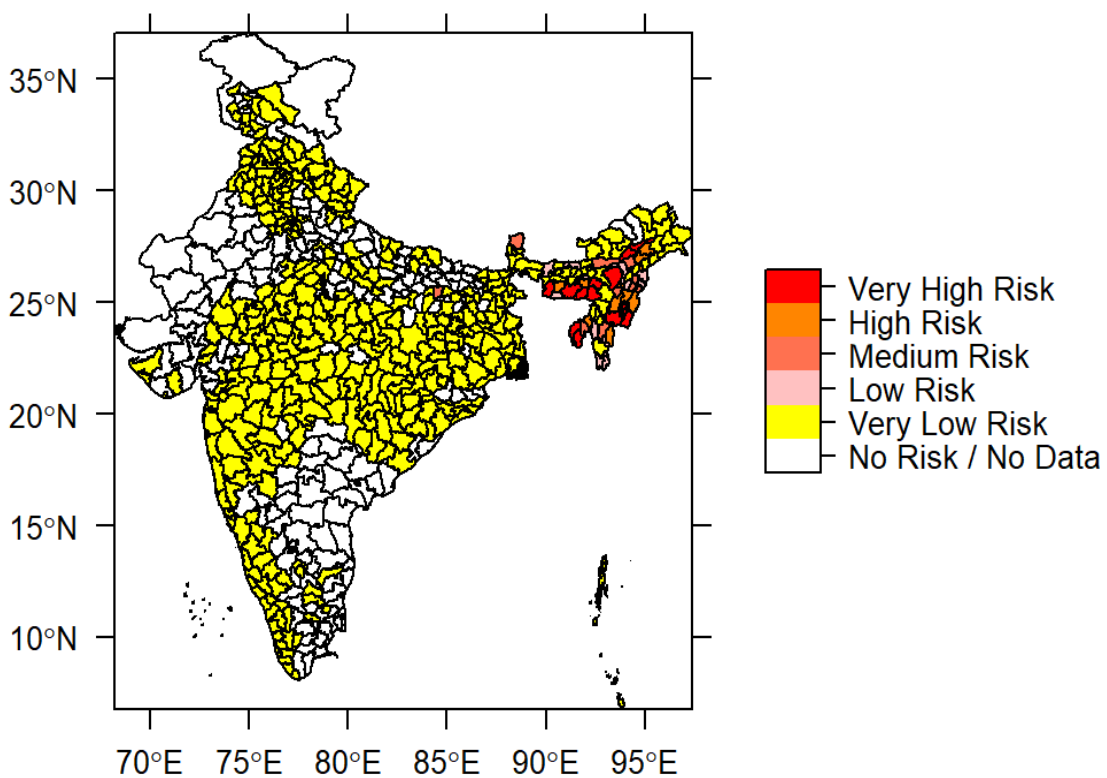 35°N
30°N
25°N
20°N
15°N
10°N
70°E 75°E 80°E 85°E 90°E 95°E
Very High Risk
High Risk
Medium Risk
Low Risk
Very Low Risk
No Risk / No Data